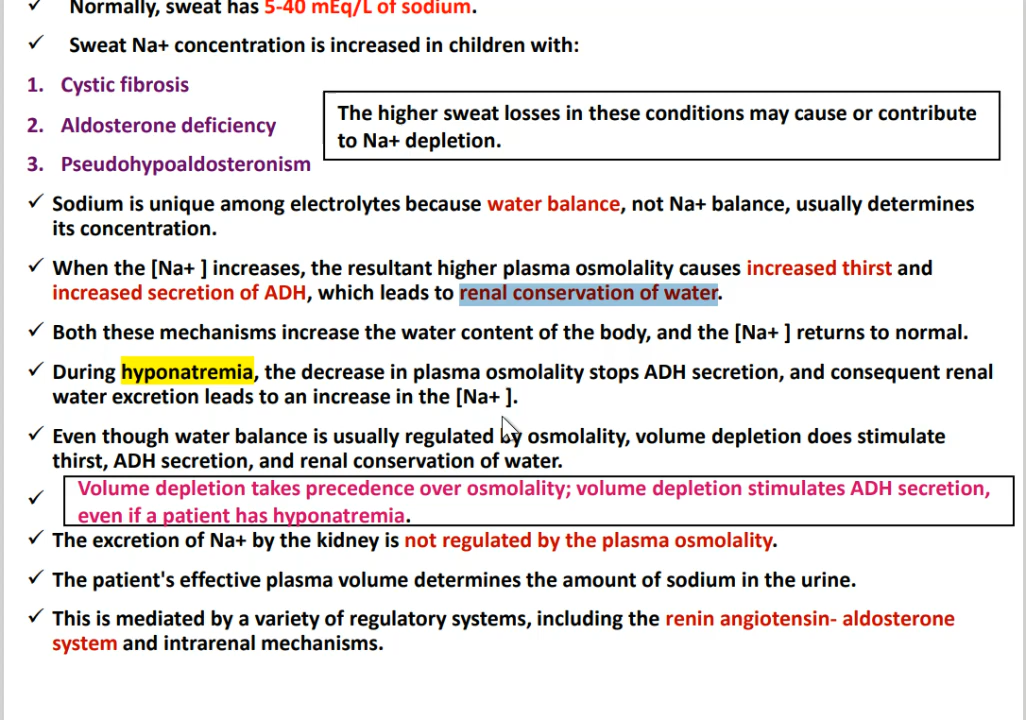 ✓ Normally, sweat has 5-40 mEq/L of sodium.
✓ Sweat Na+ concentration is increased in children with:
1. Cystic fibrosis
2. Aldosterone deficiency
3. Pseudohypoaldosteronism
The higher sweat losses in these conditions may cause or contribute
to Na+ depletion.
✓ Sodium is unique among electrolytes because water balance, not Na+ balance, usually determines
its concentration.
✓ When the [Na+ ] increases, the resultant higher plasma osmolality causes increased thirst and
increased secretion of ADH, which leads to renal conservation of water.
✓ Both these mechanisms increase the water content of the body, and the [Na+ ] returns to normal.
✓ During hyponatremia, the decrease in plasma osmolality stops ADH secretion, and consequent renal
water excretion leads to an increase in the [Na+ ].
✓ Even though water balance is usually regulated by osmolality, volume depletion does stimulate
thirst, ADH secretion, and renal conservation of water.
✓ Volume depletion takes precedence over osmolality; volume depletion stimulates ADH secretion,
even if a patient has hyponatremia.
✓ The excretion of Na+ by the kidney is not regulated by the plasma osmolality.
✓ The patient's effective plasma volume determines the amount of sodium in the urine.
✓ This is mediated by a variety of regulatory systems, including the renin angiotensin- aldosterone
system and intrarenal mechanisms.